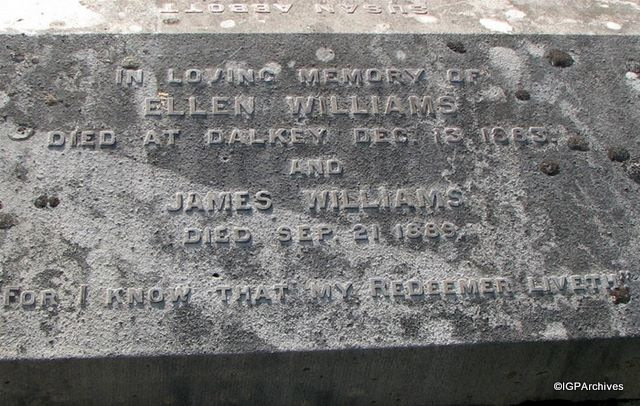 SUSAN ABBOTT
IN LOVING MEMORY OF
ELLEN WILLIAMS
DIED AT DALKEY DEC. 13 1885.
AND
JAMES WILLIAMS
DIED SEP. 21 1889.
"FOR I KNOW THAT MY REDEEMER LIVETH"
©IGPArchives